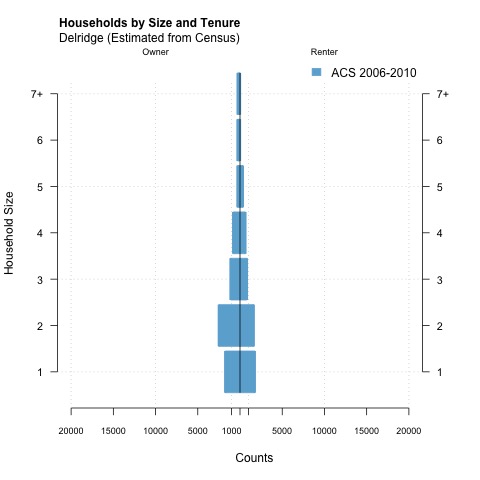 Households by Size and Tenure
Delridge (Estimated from Census)
Owner Renter
ACS 2006-2010
7+ 7+
6 6
5 5
4 4
3 3
2 2
1 1
Household Size
20000 15000 10000 5000 1000 5000 10000 15000 20000
Counts